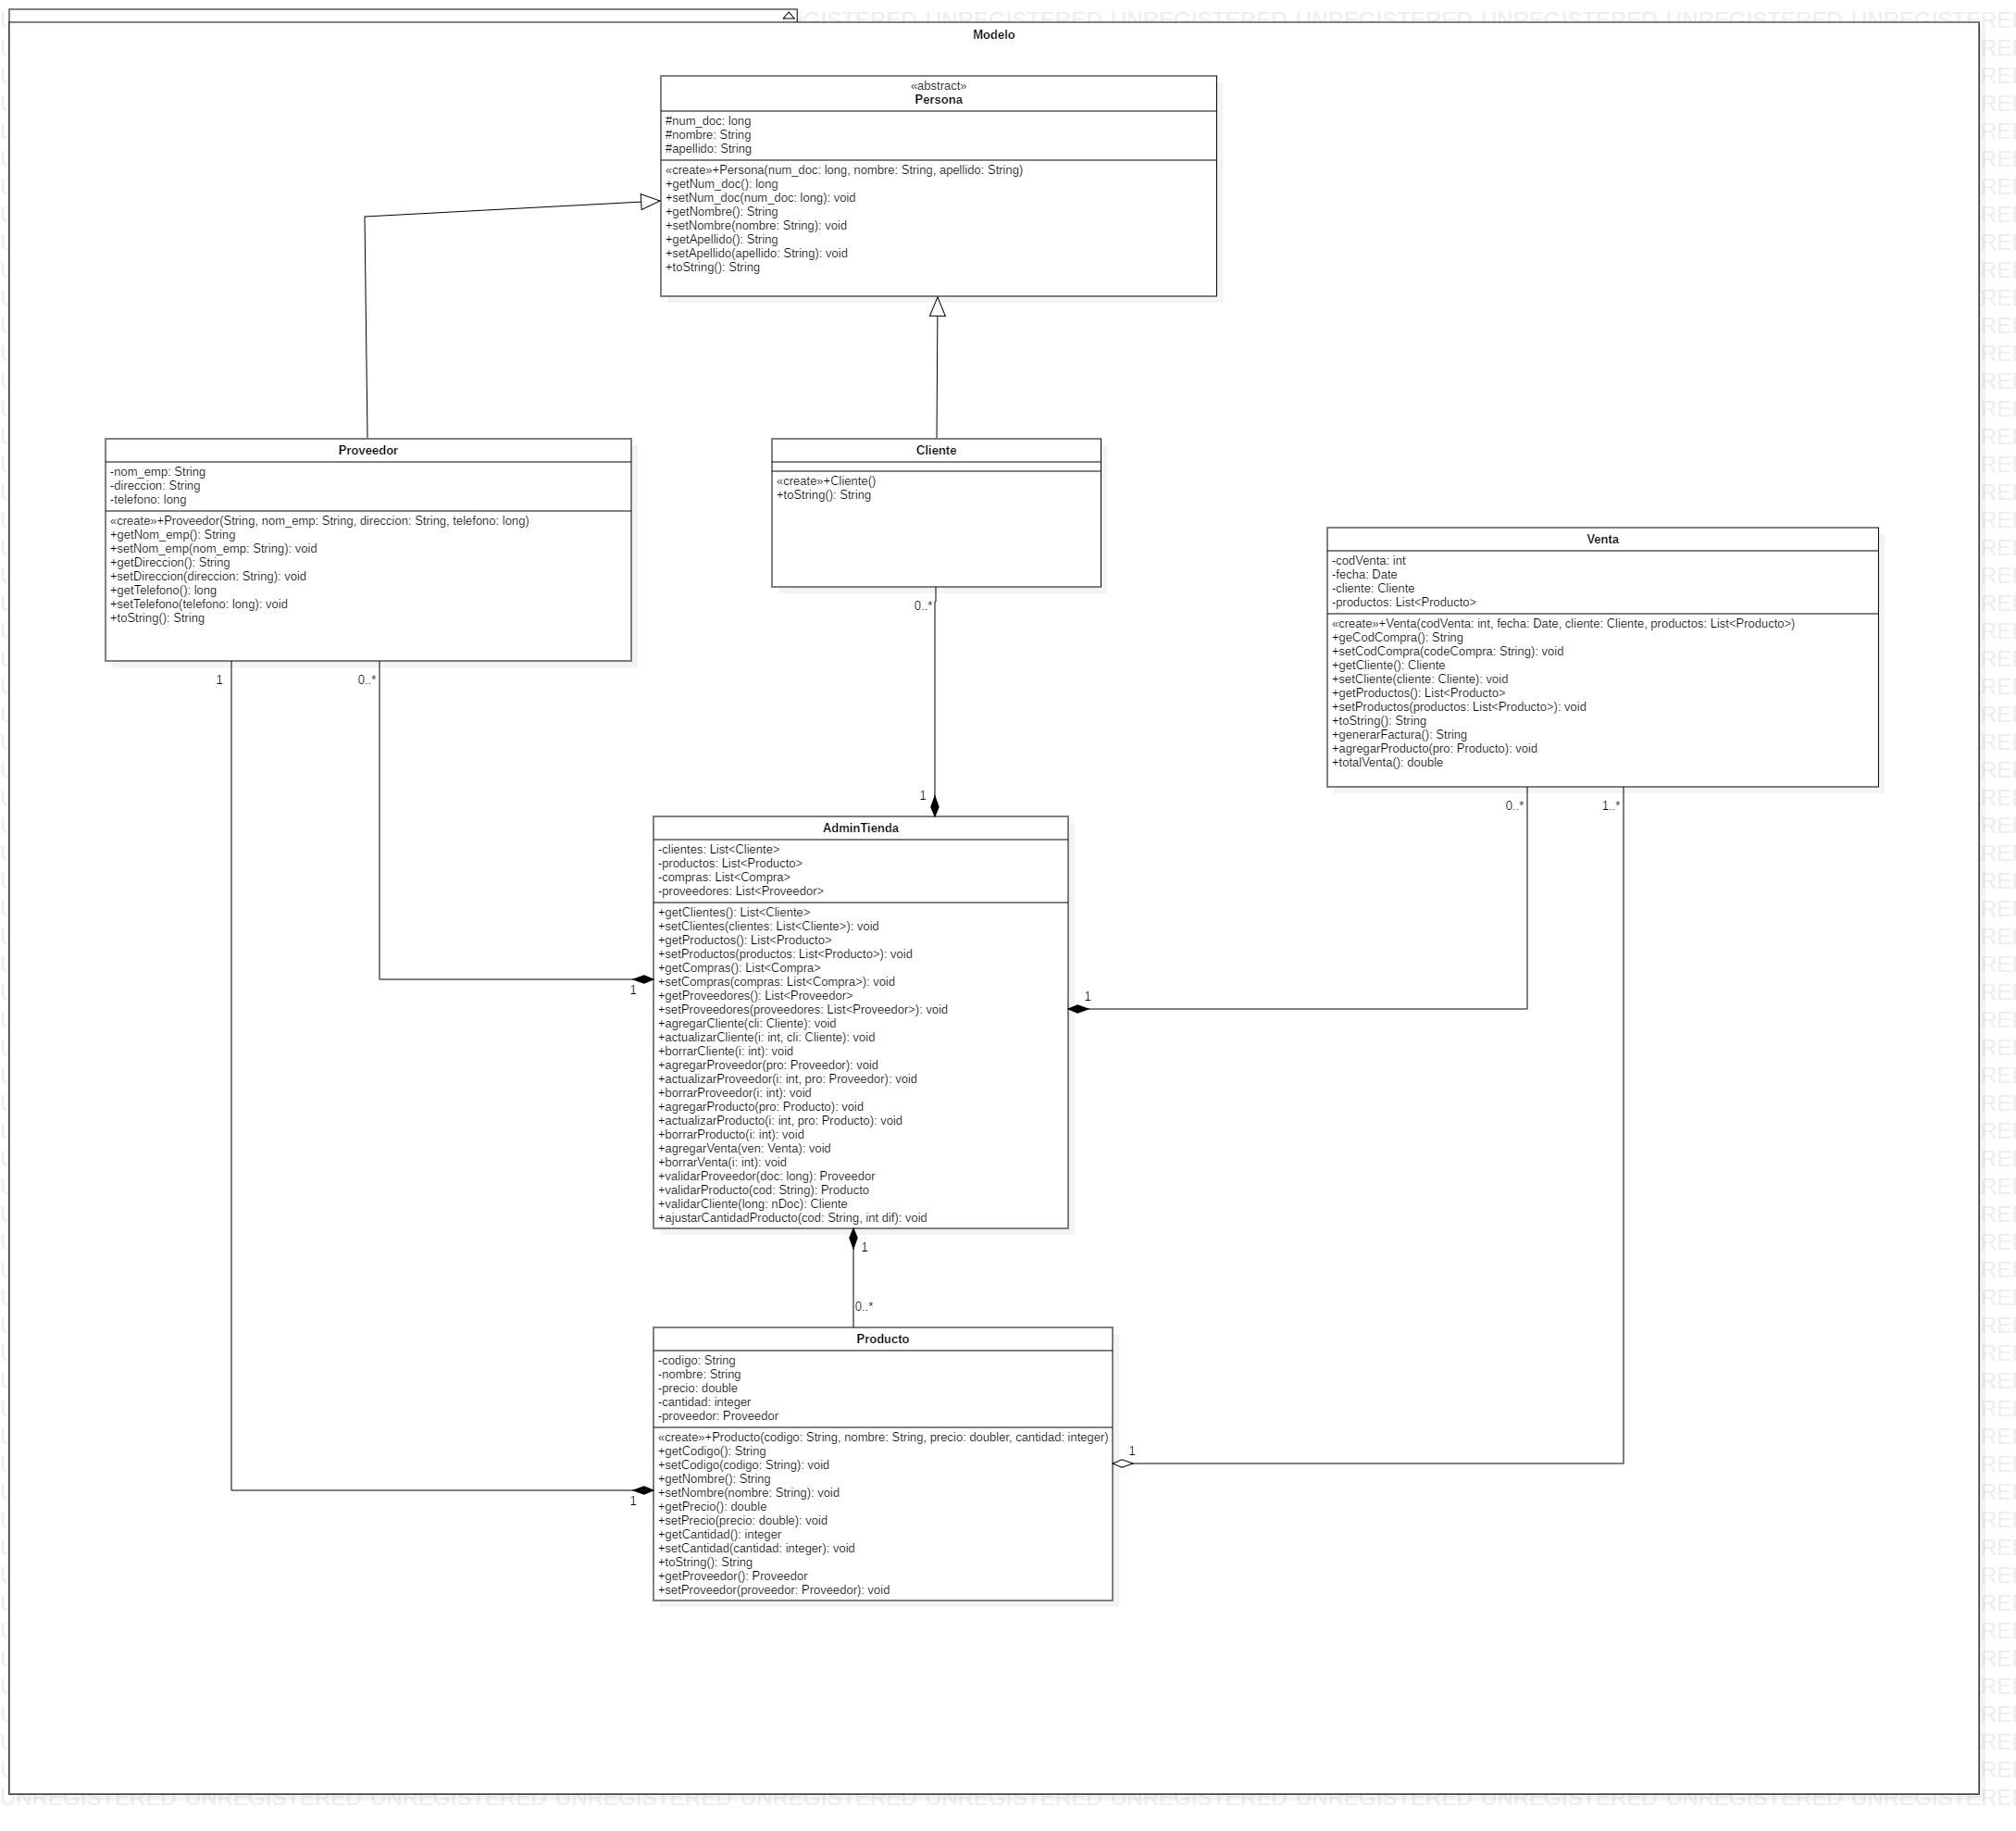 UNREGISTERED UNREGISTERED UNREGISTERED UNREGISTERED UNREGISTERED UNREGISTERED
Modelo
«abstract»
Persona
#num_doc: long
#nombre: String
#apellido: String
«create»+Persona(num_doc: long, nombre: String, apellido: String)
+getNum_doc(): long
+setNum_doc(num_doc: long): void
+getNombre(): String
+setNombre(nombre: String): void
+getApellido(): String
+setApellido(apellido: String): void
+toString(): String
Proveedor
-nom_emp: String
-direccion: String
-telefono: long
«create»+Proveedor(String, nom_emp: String, direccion: String, telefono: long)
+getNom_emp(): String
+setNom_emp(nom_emp: String): void
+getDireccion(): String
+setDireccion(direccion: String): void
+getTelefono(): long
+setTelefono(telefono: long): void
+toString(): String
1
0..*
Cliente
«create»+Cliente()
+toString(): String
0..*
Venta
-codVenta: int
-fecha: Date
-cliente: Cliente
-productos: List<Producto>
«create»+Venta(codVenta: int, fecha: Date, cliente: Cliente, productos: List<Producto>)
+geCodCompra(): String
+setCodCompra(codeCompra: String): void
+getCliente(): Cliente
+setCliente(cliente: Cliente): void
+getProductos(): List<Producto>
+setProductos(productos: List<Producto>): void
+toString(): String
+generarFactura(): String
+agregarProducto(pro: Producto): void
+totalVenta(): double
0..*
1..*
1
AdminTienda
-clientes: List<Cliente>
-productos: List<Producto>
-compras: List<Compra>
-proveedores: List<Proveedor>
+getClientes(): List<Cliente>
+setClientes(clientes: List<Cliente>): void
+getProductos(): List<Producto>
+setProductos(productos: List<Producto>): void
+getCompras(): List<Compra>
+setCompras(compras: List<Compra>): void
+getProveedores(): List<Proveedor>
+setProveedores(proveedores: List<Proveedor>): void
+agregarCliente(cli: Cliente): void
+actualizarCliente(i: int, cli: Cliente): void
+borrarCliente(i: int): void
+agregarProveedor(pro: Proveedor): void
+actualizarProveedor(i: int, pro: Proveedor): void
+borrarProveedor(i: int): void
+agregarProducto(pro: Producto): void
+actualizarProducto(i: int, pro: Producto): void
+borrarProducto(i: int): void
+agregarVenta(ven: Venta): void
+borrarVenta(i: int): void
+validarProveedor(doc: long): Proveedor
+validarProducto(cod: String): Producto
+validarCliente(long: nDoc): Cliente
+ajustarCantidadProducto(cod: String, int dif): void
1
1
1
0..*
Producto
-codigo: String
-nombre: String
-precio: double
-cantidad: integer
-proveedor: Proveedor
«create»+Producto(codigo: String, nombre: String, precio: doubler, cantidad: integer)
+getCodigo(): String
+setCodigo(codigo: String): void
+getNombre(): String
+setNombre(nombre: String): void
+getPrecio(): double
+setPrecio(precio: double): void
+getCantidad(): integer
+setCantidad(cantidad: integer): void
+toString(): String
+getProveedor(): Proveedor
+setProveedor(proveedor: Proveedor): void
1
1
UNREGISTERED UNREGISTERED UNREGISTERED UNREGISTERED UNREGISTERED UNREGISTERED UNREGISTERED UNREGISTERED UNREGISTERED UNREGISTERED